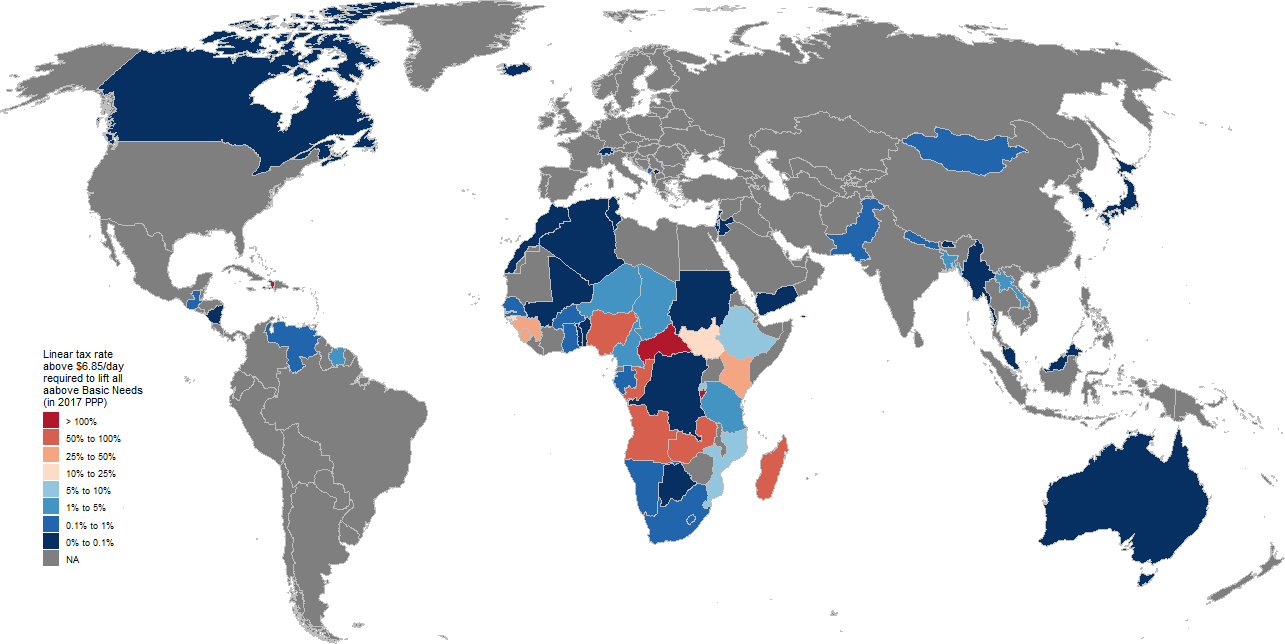 Linear tax rate
above $6.85/day
required to lift all
aabove Basic Needs
(in 2017 PPP)
> 100%
50% to 100%
25% to 50%
10% to 25%
5% to 10%
1% to 5%
0.1% to 1%
0% to 0.1%
NA